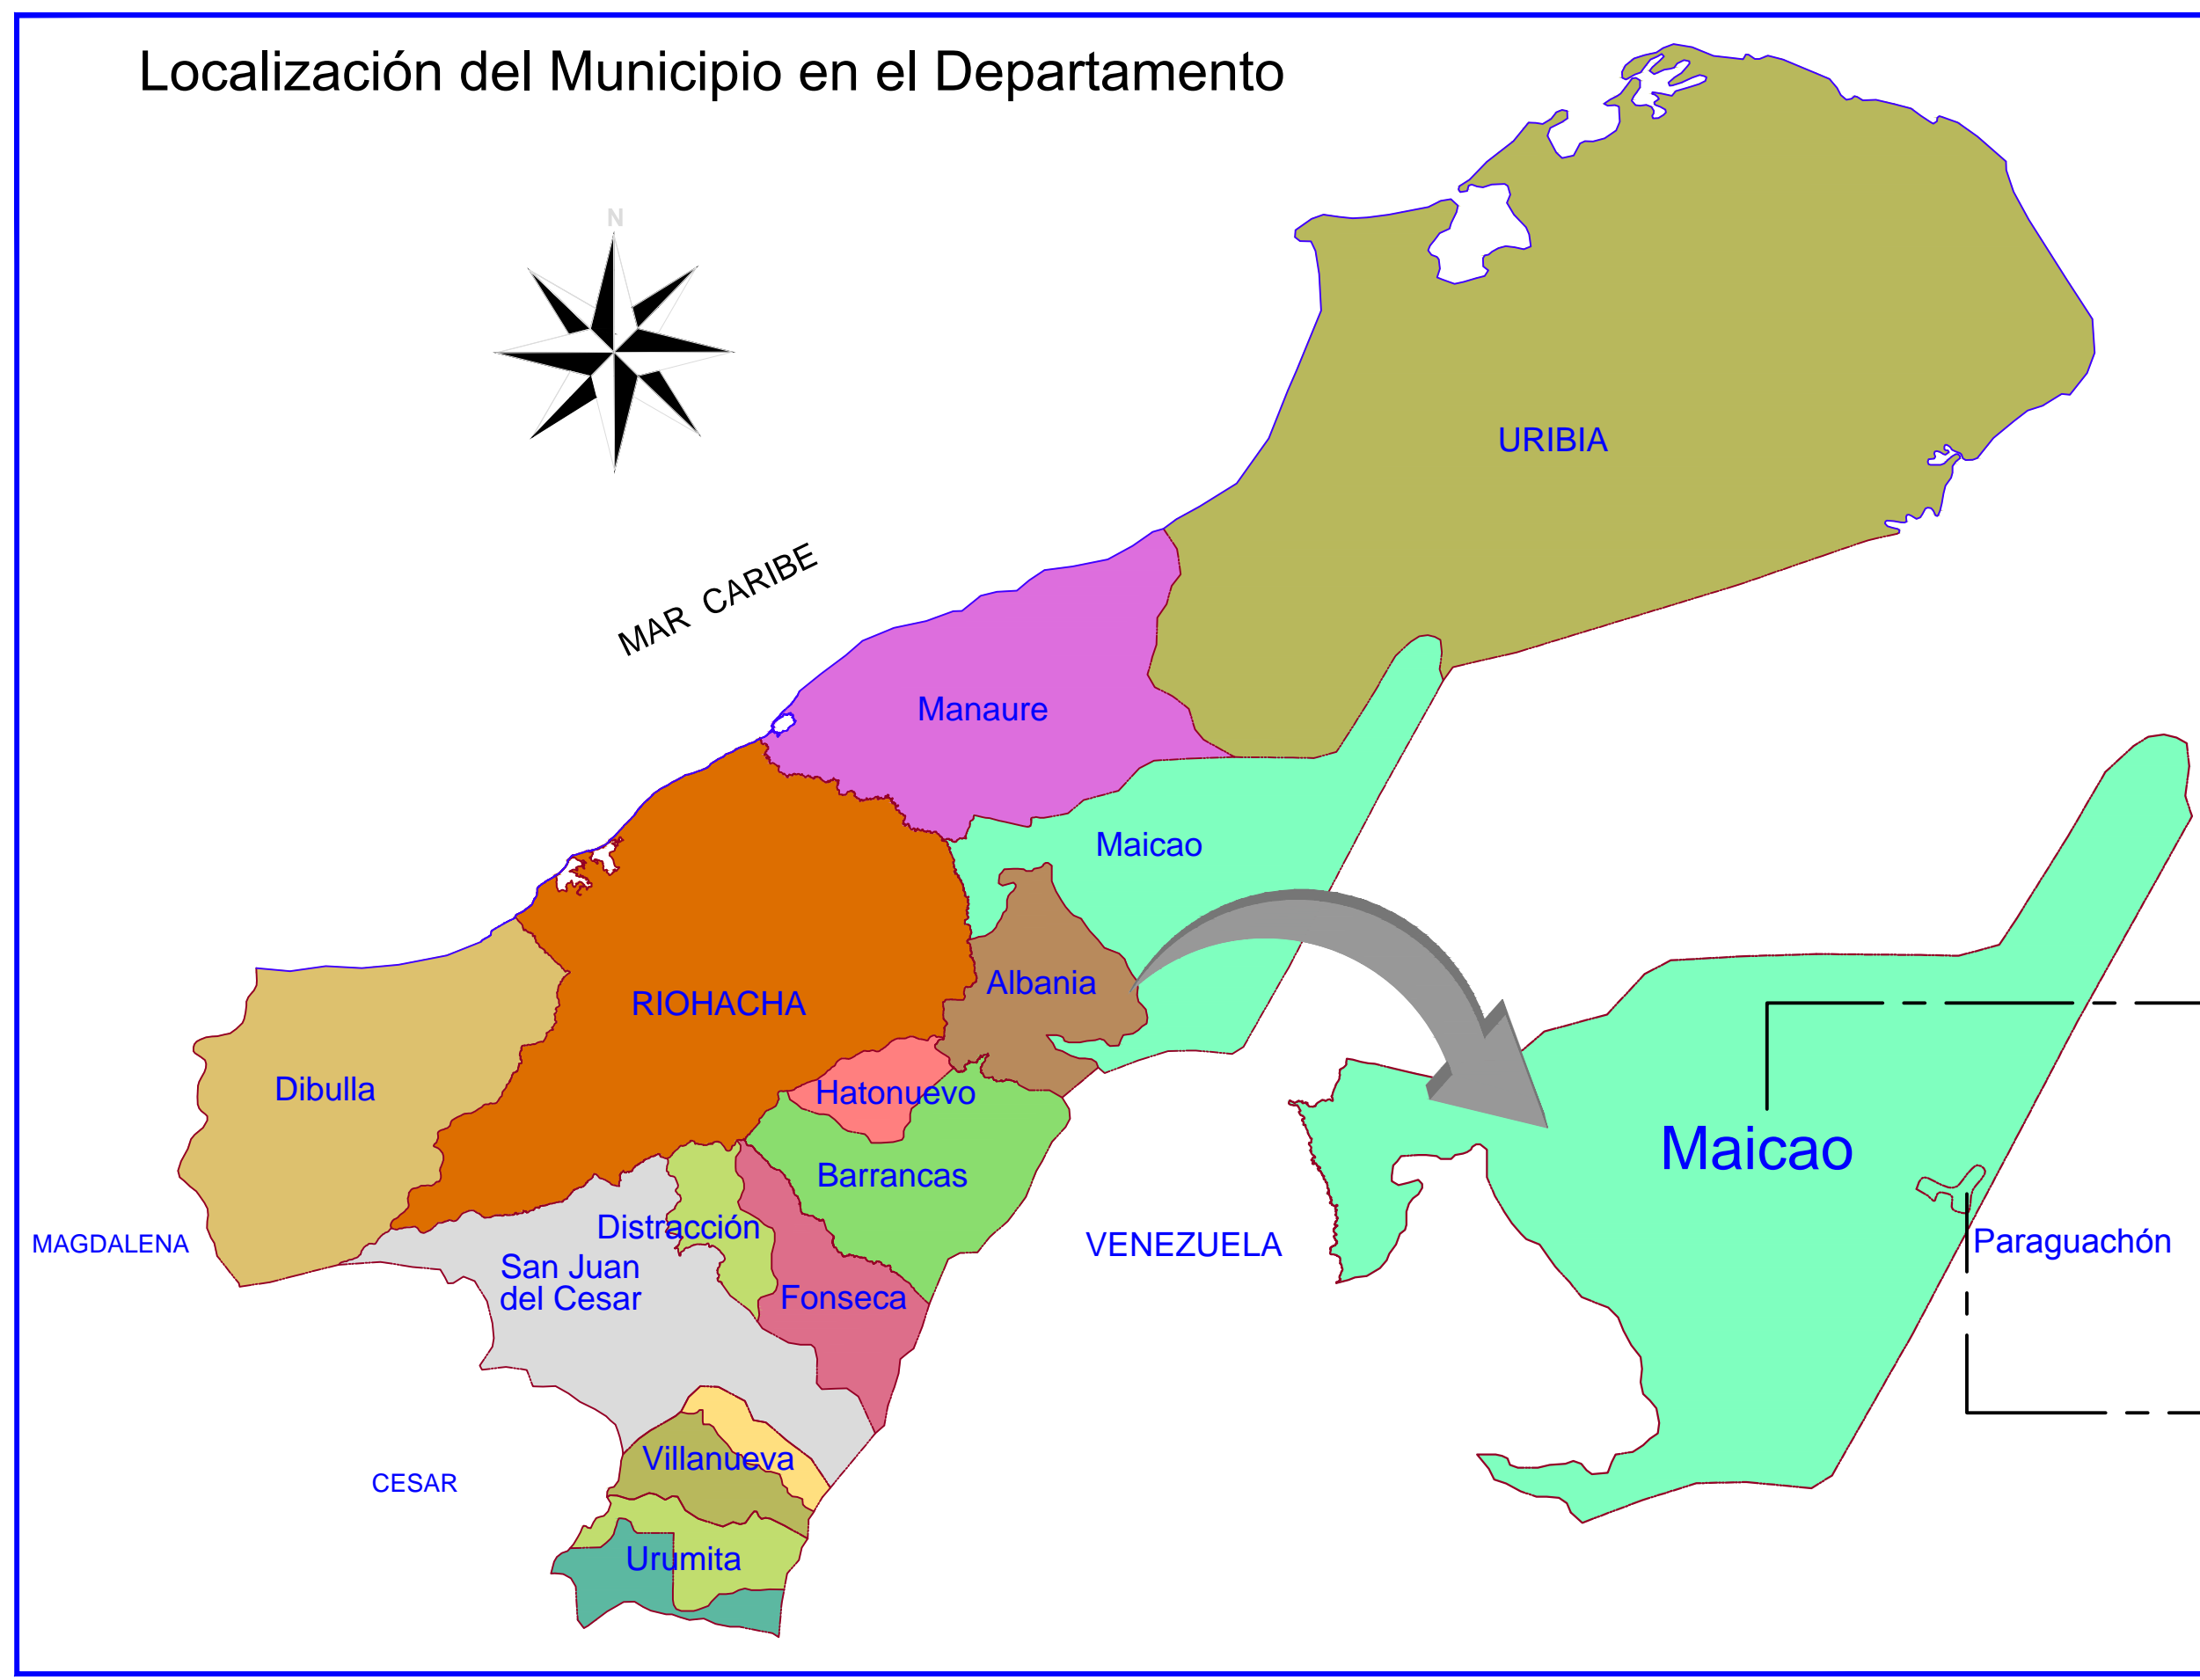 Localización del Municipio en el Departamento
N
URIBIA
MAR CARIBE
Manaure
Maicao
Albania
RIOHACHA
Dibulla
Hatonuevo
Maicao
Barrancas
Distracción
MAGDALENA
VENEZUELA
Paraguachón
San Juan
del Cesar
Fonseca
Villanueva
CESAR
Urumita